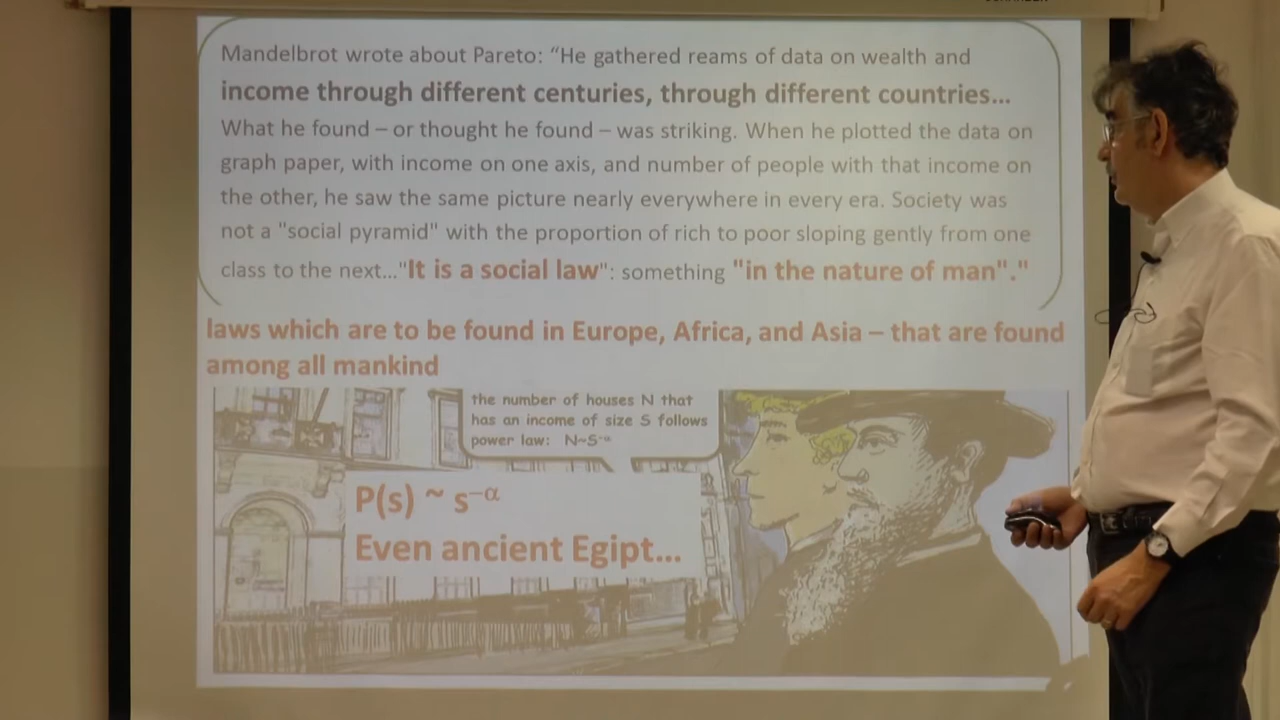 Mandelbrot wrote about Pareto: “He gathered reams of data on wealth and
income through different centuries, through different countries...
What he found – or thought he found – was striking. When he plotted the data on
graph paper, with income on one axis, and number of people with that income on
the other, he saw the same picture nearly everywhere in every era. Society was
not a "social pyramid" with the proportion of rich to poor sloping gently from one
class to the next..."It is a social law": something "in the nature of man"."
laws which are to be found in Europe, Africa, and Asia – that are found
among all mankind
the number of houses N that
has an income of size S follows
power law: N~S⁻ᵅ
P(s) ~ s⁻ᵅ
Even ancient Egipt...